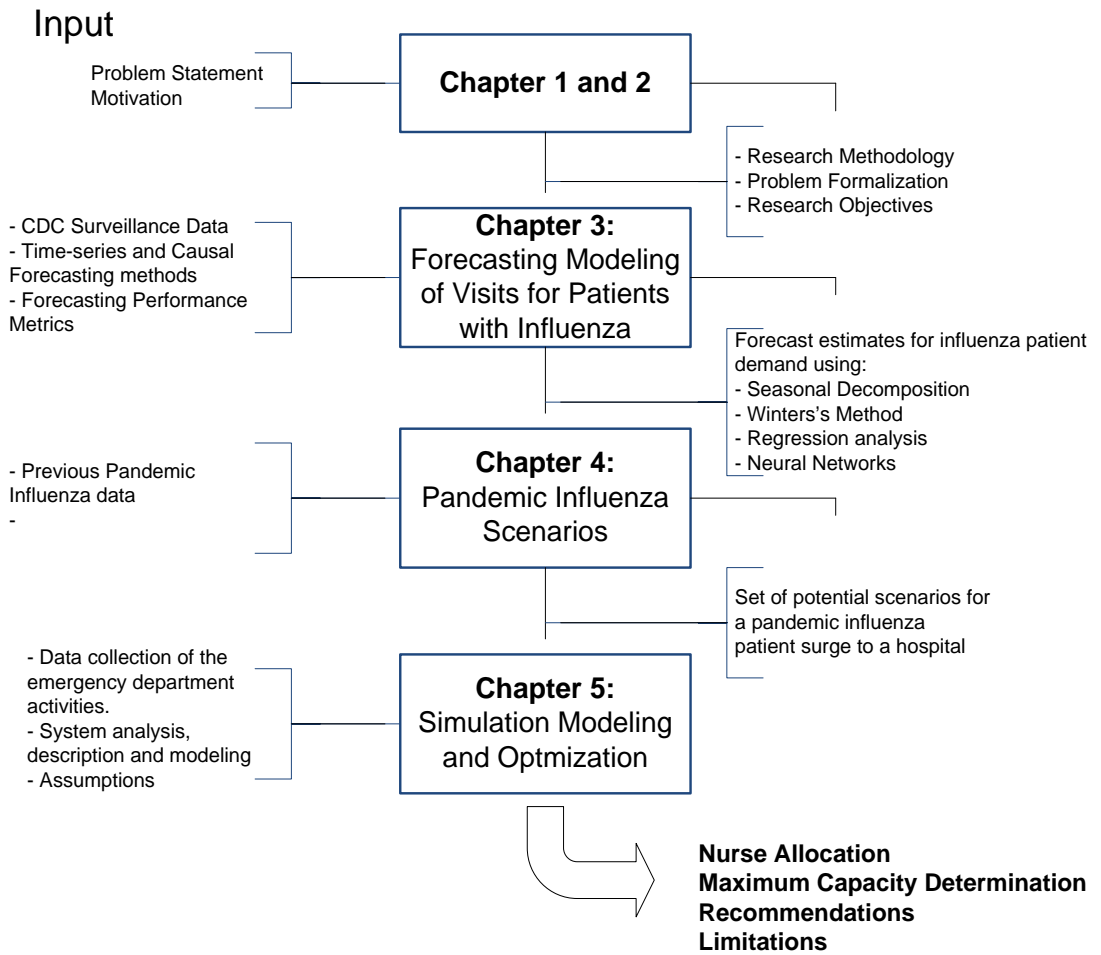 Input
Problem Statement
Motivation
Chapter 1 and 2
- Research Methodology
- Problem Formalization
- Research Objectives
- CDC Surveillance Data
- Time-series and Causal
Forecasting methods
- Forecasting Performance
Metrics
Chapter 3:
Forecasting Modeling
of Visits for Patients
with Influenza
Forecast estimates for influenza patient
demand using:
- Seasonal Decomposition
- Winters's Method
- Regression analysis
- Neural Networks
- Previous Pandemic
Influenza data
-
Chapter 4:
Pandemic Influenza
Scenarios
Set of potential scenarios for
a pandemic influenza
patient surge to a hospital
- Data collection of the
emergency department
activities.
- System analysis,
description and modeling
- Assumptions
Chapter 5:
Simulation Modeling
and Optmization
Nurse Allocation
Maximum Capacity Determination
Recommendations
Limitations